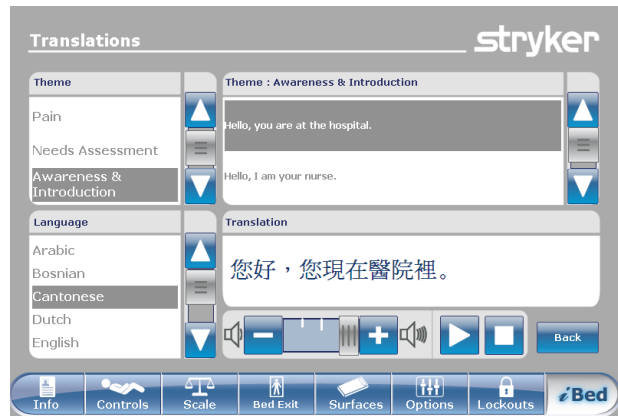 Translations
stryker
Theme
Pain
Needs Assessment
Awareness &
Introduction
Theme : Awareness & Introduction
Hello, you are at the hospital.
Hello, I am your nurse.
Language
Arabic
Bosnian
Cantonese
Dutch
English
Translation
您好，您現在醫院裡。
Back
Info
Controls
Scale
Bed Exit
Surfaces
Options
Lockouts
iBed